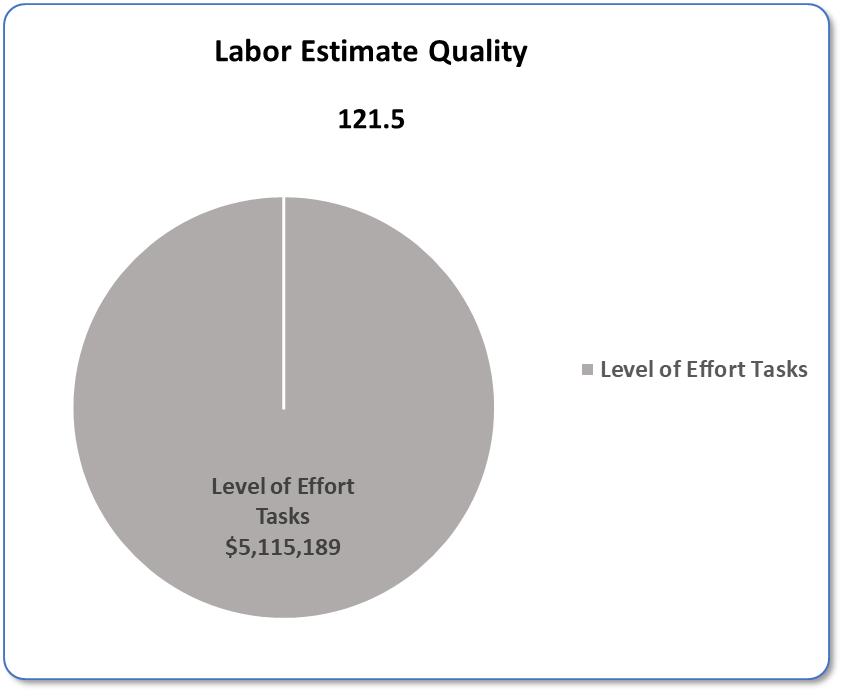 Labor Estimate Quality
121.5
Level of Effort Tasks
Level of Effort
Tasks
$5,115,189